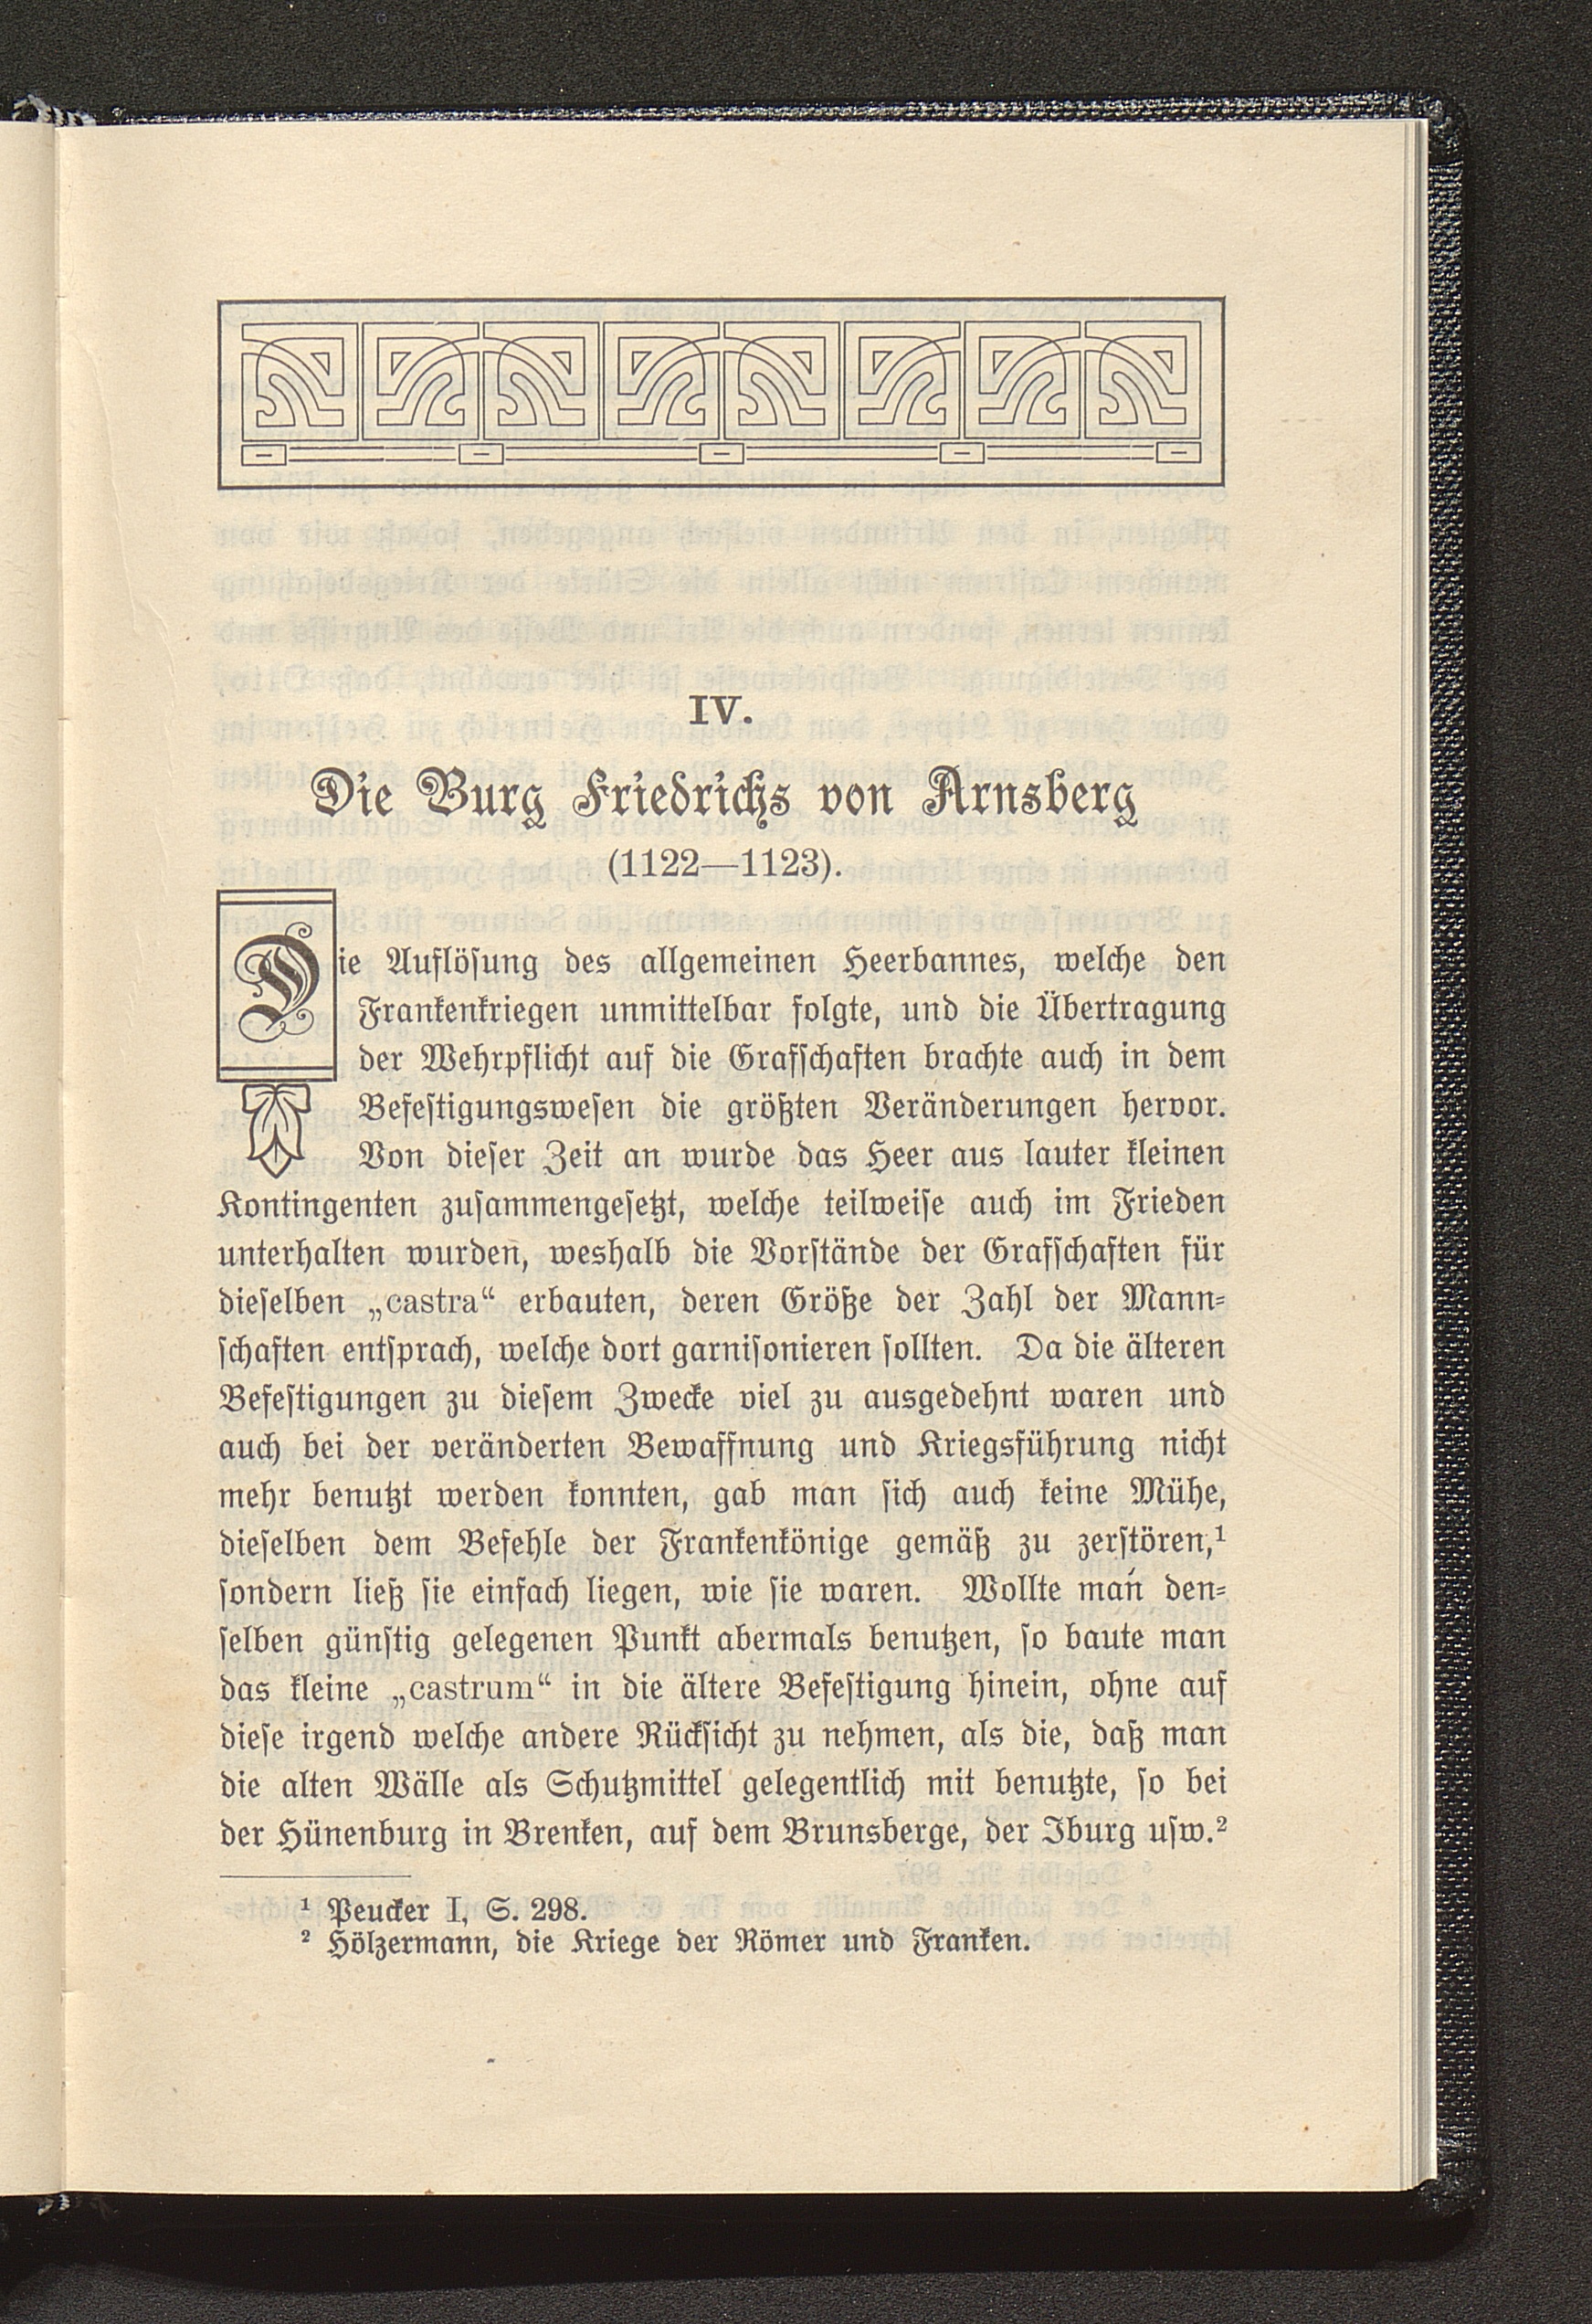 IV.
Die Burg Friedrichs von Arnsberg
(1122—1123).
Die Auflösung des allgemeinen Heerbannes, welche den
Frankenkriegen unmittelbar folgte, und die Übertragung
der Wehrpflicht auf die Grafschaften brachte auch in dem
Befestigungswesen die größten Veränderungen hervor.
Von dieser Zeit an wurde das Heer aus lauter kleinen
Kontingenten zusammengesetzt, welche teilweise auch im Frieden
unterhalten wurden, weshalb die Vorstände der Grafschaften für
dieselben „castra“ erbauten, deren Größe der Zahl der Mann-
schaften entsprach, welche dort garnisonieren sollten. Da die älteren
Befestigungen zu diesem Zwecke viel zu ausgedehnt waren und
auch bei der veränderten Bewaffnung und Kriegsführung nicht
mehr benutzt werden konnten, gab man sich auch keine Mühe,
dieselben dem Befehle der Frankenkönige gemäß zu zerstören,¹
sondern ließ sie einfach liegen, wie sie waren. Wollte man den-
selben günstig gelegenen Punkt abermals benutzen, so baute man
das kleine „castrum“ in die ältere Befestigung hinein, ohne auf
diese irgend welche andere Rücksicht zu nehmen, als die, daß man
die alten Wälle als Schutzmittel gelegentlich mit benutzte, so bei
der Hünenburg in Brenken, auf dem Brunsberge, der Iburg usw.²
¹ Peucker I, S. 298.
² Hölzermann, die Kriege der Römer und Franken.